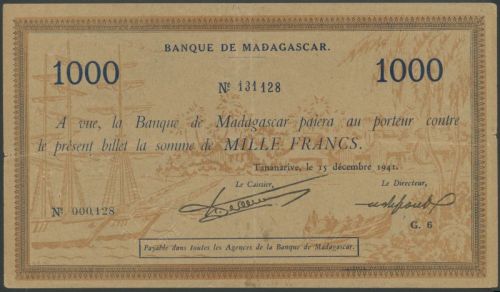 BANQUE DE MADAGASCAR.
1000 1000
Nº 131128
A vue, la Banque de Madagascar paiera au porteur contre
le présent billet la somme de MILLE FRANCS.
Tananarive, le 15 décembre 1941.
Le Caissier, Le Directeur,
Nº 000,128
G. 6
Payable dans toutes les Agences de la Banque de Madagascar.